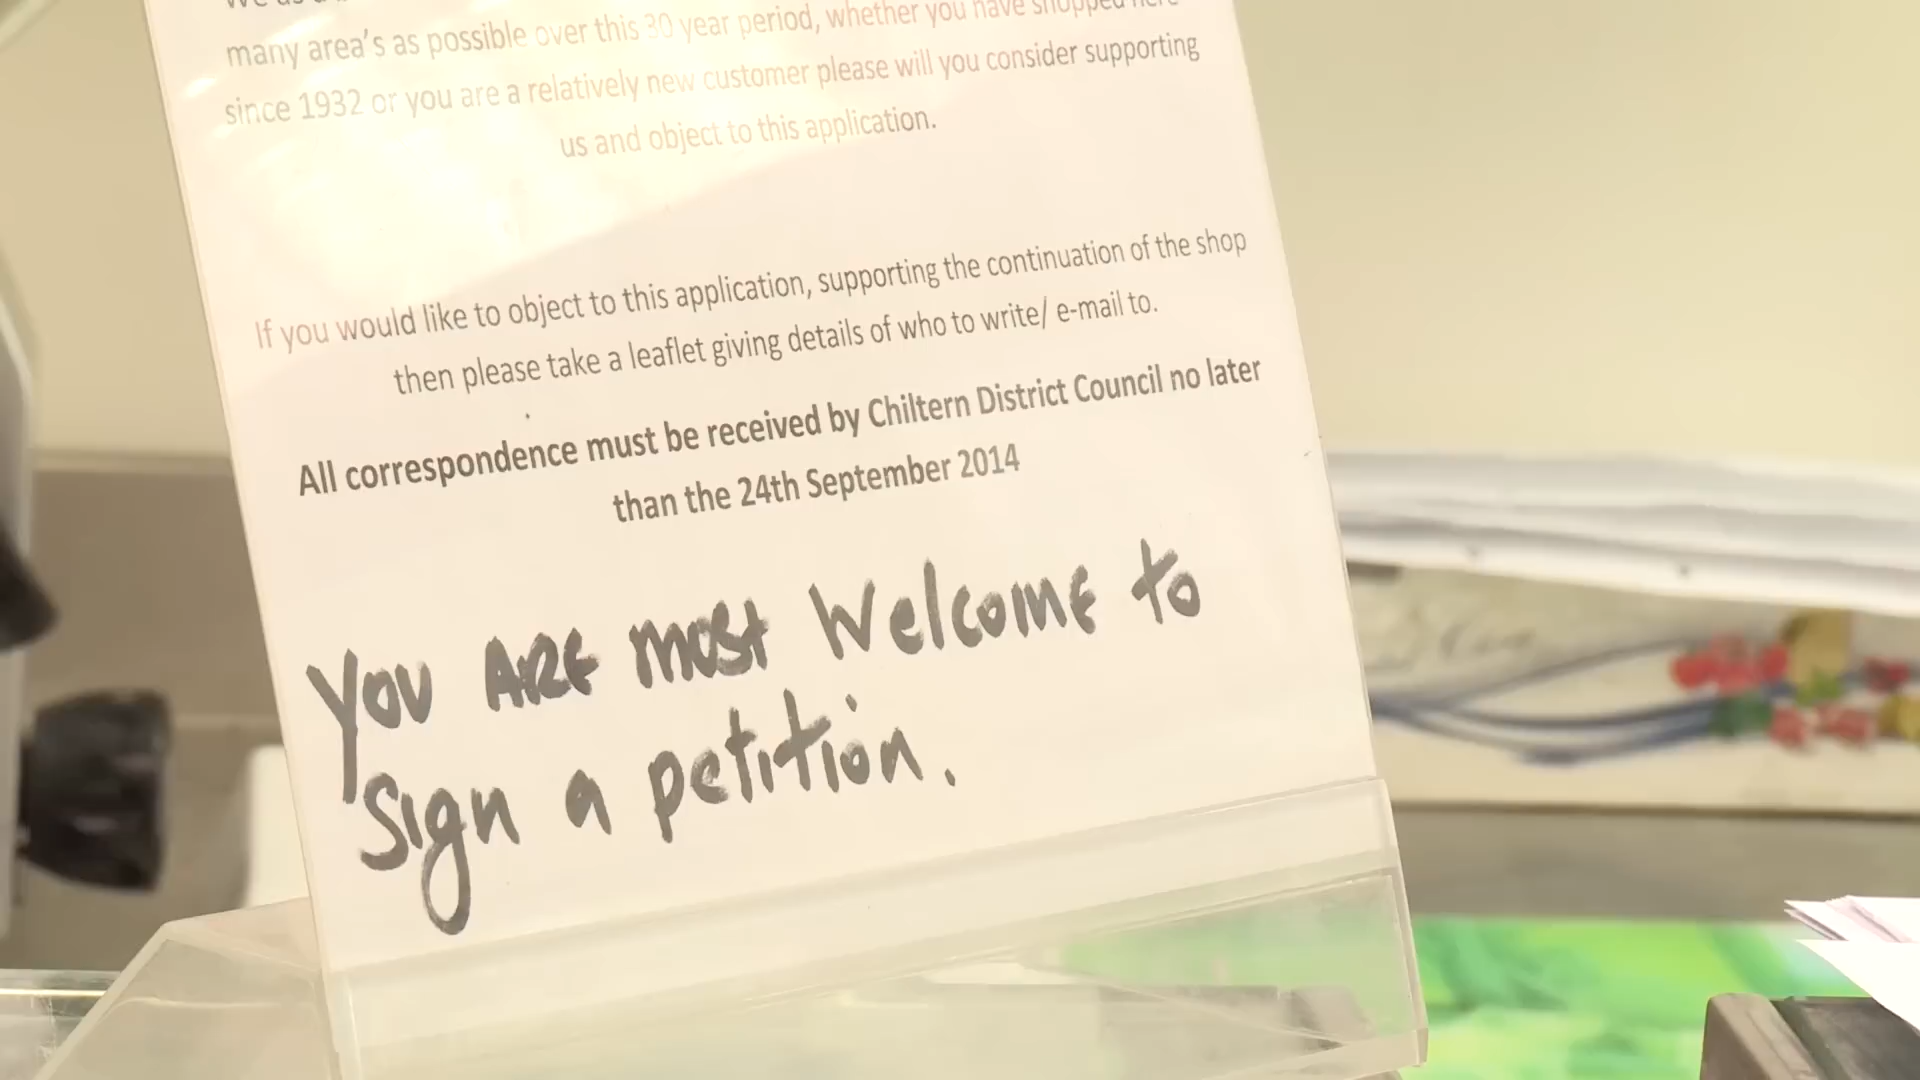 many area's as possible over this 30 year period, whether you have shopped here
since 1932 or you are a relatively new customer please will you consider supporting
us and object to this application.
If you would like to object to this application, supporting the continuation of the shop
then please take a leaflet giving details of who to write/ e-mail to.
All correspondence must be received by Chiltern District Council no later
than the 24th September 2014
You ARE most Welcome to
Sign a petition.